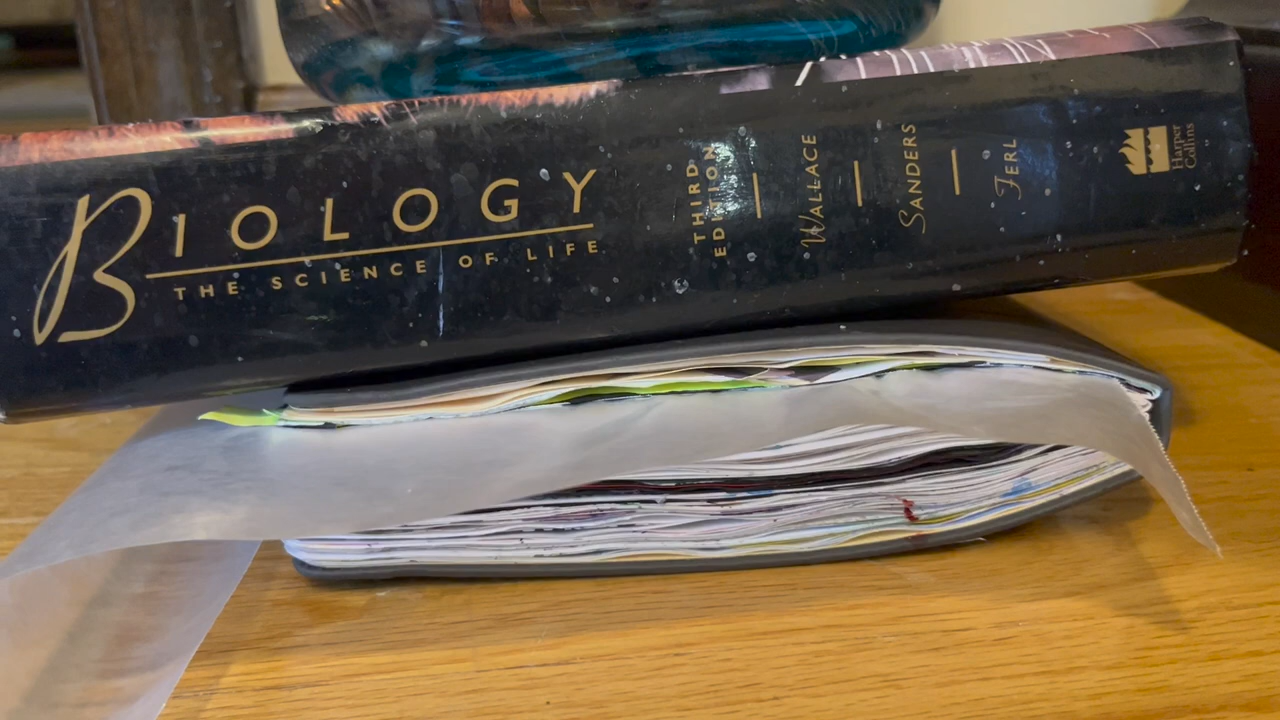 BIOLOGY
THE SCIENCE OF LIFE
THIRD
EDITION
WALLACE
SANDERS
FERL
Harper
Collins